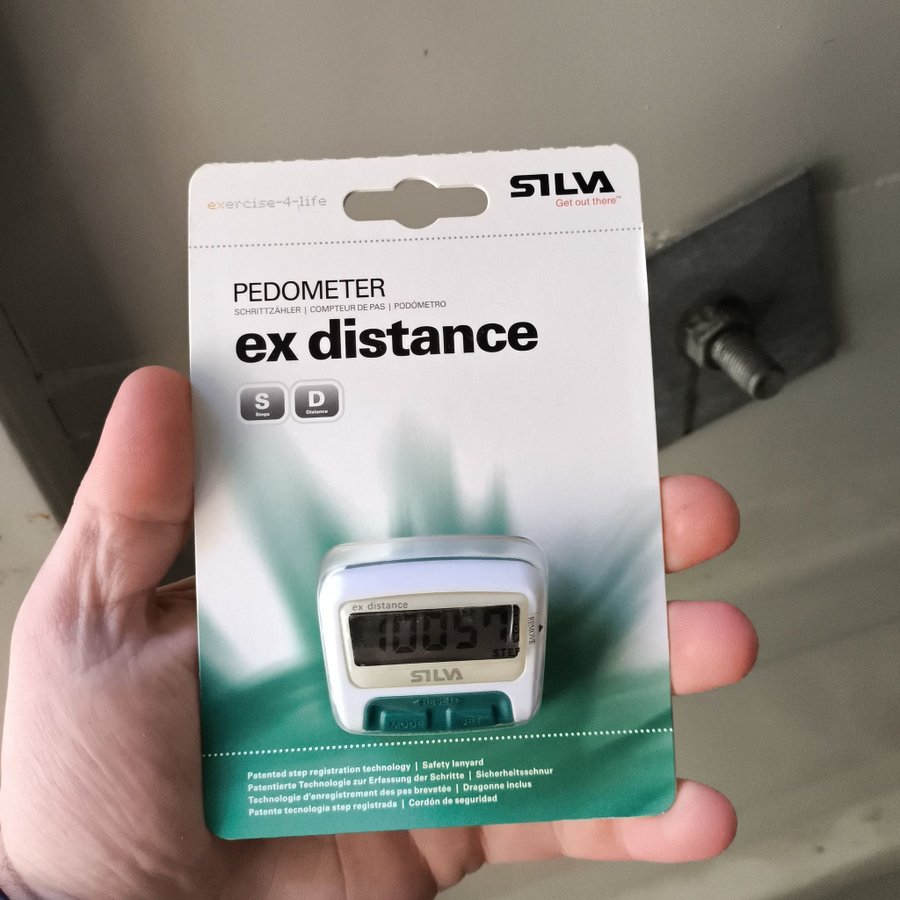 exercise-4-life
SILVA
Get out there™
PEDOMETER
SCHRITTZÄHLER | COMPTEUR DE PAS | PODÓMETRO
ex distance
S
Steps
D
Distance
ex distance
10057
STEP
REMOVE
SILVA
RESET
MODE
SET
Patented step registration technology | Safety lanyard
Patentierte Technologie zur Erfassung der Schritte | Sicherheitsschnur
Technologie d'enregistrement des pas brevetée | Dragonne inclus
Patente tecnología step registrada | Cordón de seguridad